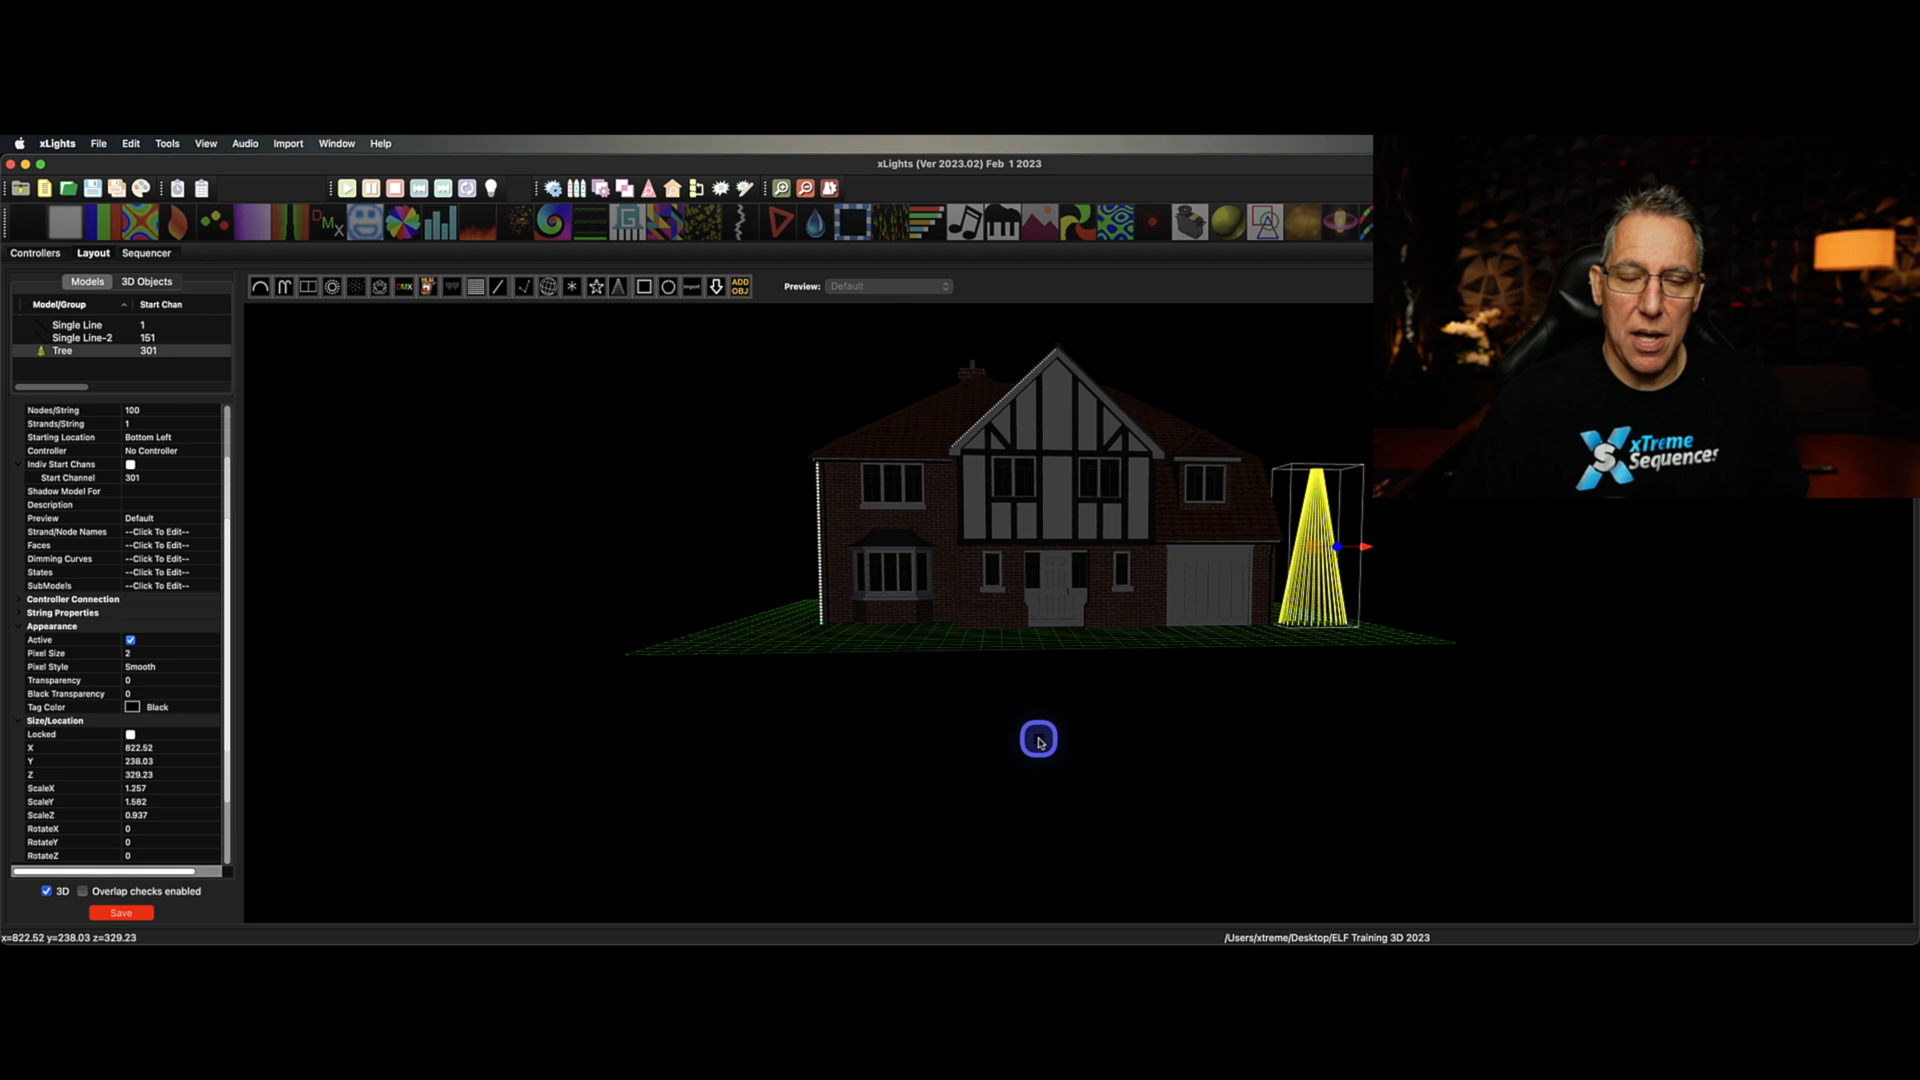 xLights File Edit Tools View Audio Import Window Help
xLights (Ver 2023.02) Feb 1 2023
DMX
Controllers Layout Sequencer
Models 3D Objects
DMX
ADD OBJ
Preview: Default
Model/Group Start Chan
Single Line 1
Single Line-2 151
Tree 301
Nodes/String 100
Strands/String 1
Starting Location Bottom Left
Controller No Controller
Indiv Start Chans
Start Channel 301
Shadow Model For
Description
Preview Default
Strand/Node Names --Click To Edit--
Faces --Click To Edit--
Dimming Curves --Click To Edit--
States --Click To Edit--
SubModels --Click To Edit--
Controller Connection
String Properties
Appearance
Active
Pixel Size 2
Pixel Style Smooth
Transparency 0
Black Transparency 0
Tag Color Black
Size/Location
Locked
X 822.52
Y 238.03
Z 329.23
ScaleX 1.257
ScaleY 1.582
ScaleZ 0.937
RotateX 0
RotateY 0
RotateZ 0
3D Overlap checks enabled
Save
x=822.52 y=238.03 z=329.23
/Users/xtreme/Desktop/ELF Training 3D 2023
xTreme
Sequences